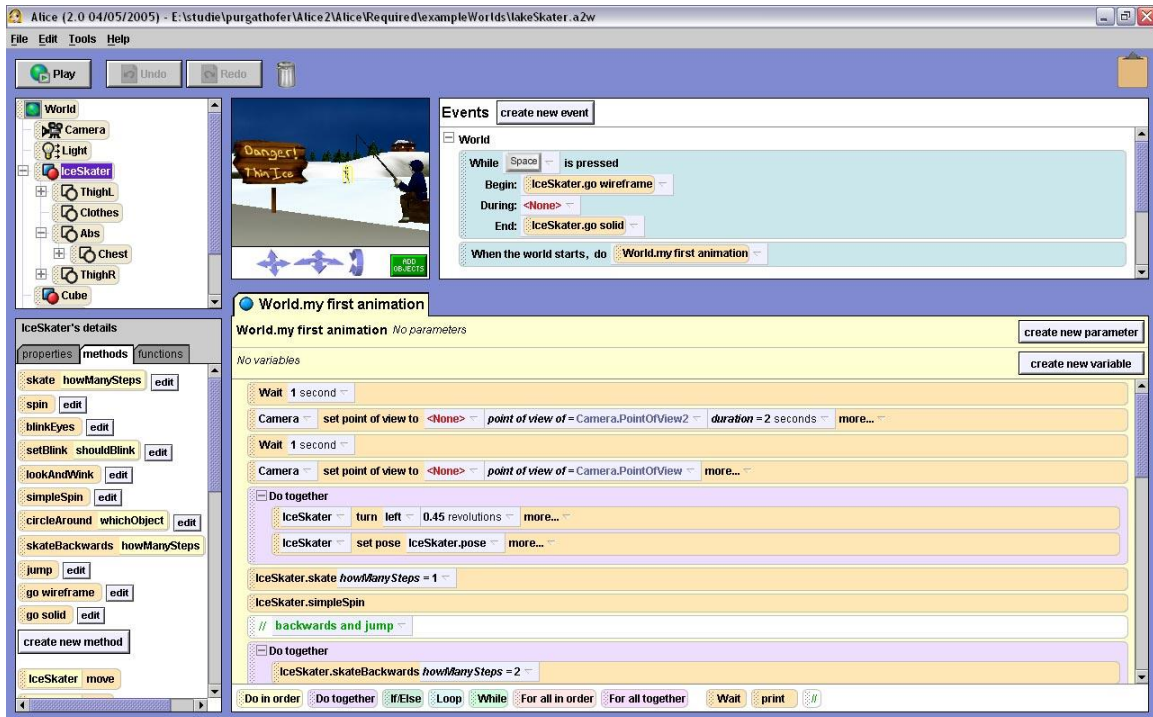 Alice (2.0 04/05/2005) - E:\studie\purgathofer\Alice2\Alice\Required\exampleWorlds\lakeSkater.a2w
File Edit Tools Help
Play Undo Redo
World
Camera
Light
IceSkater
ThighL
Clothes
Abs
Chest
ThighR
Cube
Danger!
Thin Ice
ADD
OBJECTS
Events create new event
World
While Space is pressed
Begin: IceSkater.go wireframe
During: <None>
End: IceSkater.go solid
When the world starts, do World.my first animation
IceSkater's details
properties methods functions
skate howManySteps edit
spin edit
blinkEyes edit
setBlink shouldBlink edit
lookAndWink edit
simpleSpin edit
circleAround whichObject edit
skateBackwards howManySteps
jump edit
go wireframe edit
go solid edit
create new method
IceSkater move
World.my first animation
World.my first animation No parameters create new parameter
No variables create new variable
Wait 1 second
Camera set point of view to <None> point of view of = Camera.PointOfView2 duration = 2 seconds more...
Wait 1 second
Camera set point of view to <None> point of view of = Camera.PointOfView more...
Do together
IceSkater turn left 0.45 revolutions more...
IceSkater set pose IceSkater.pose more...
IceSkater.skate howManySteps = 1
IceSkater.simpleSpin
// backwards and jump
Do together
IceSkater.skateBackwards howManySteps = 2
Do in order Do together If/Else Loop While For all in order For all together Wait print //